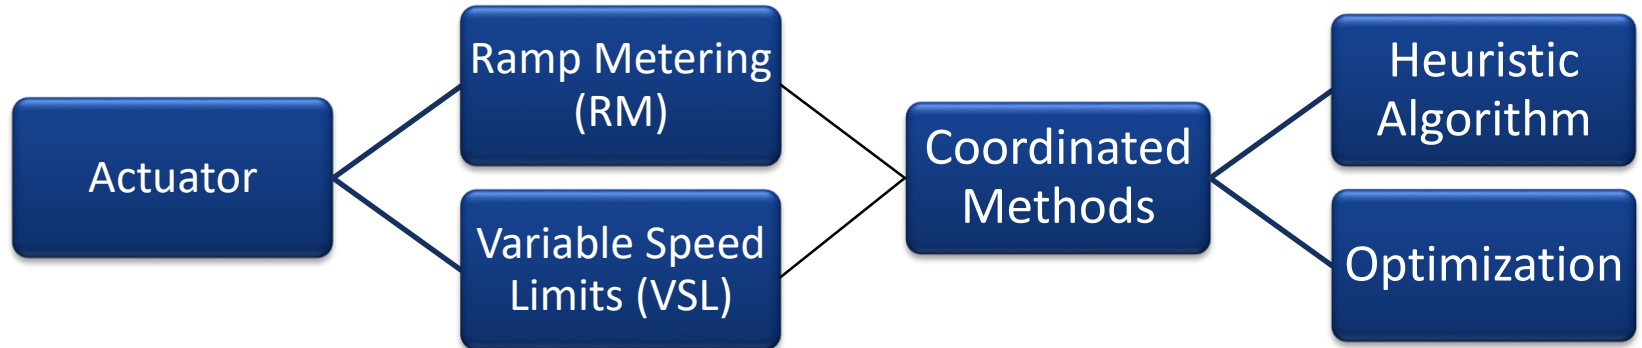 Actuator
Ramp Metering
(RM)
Variable Speed
Limits (VSL)
Coordinated
Methods
Heuristic
Algorithm
Optimization